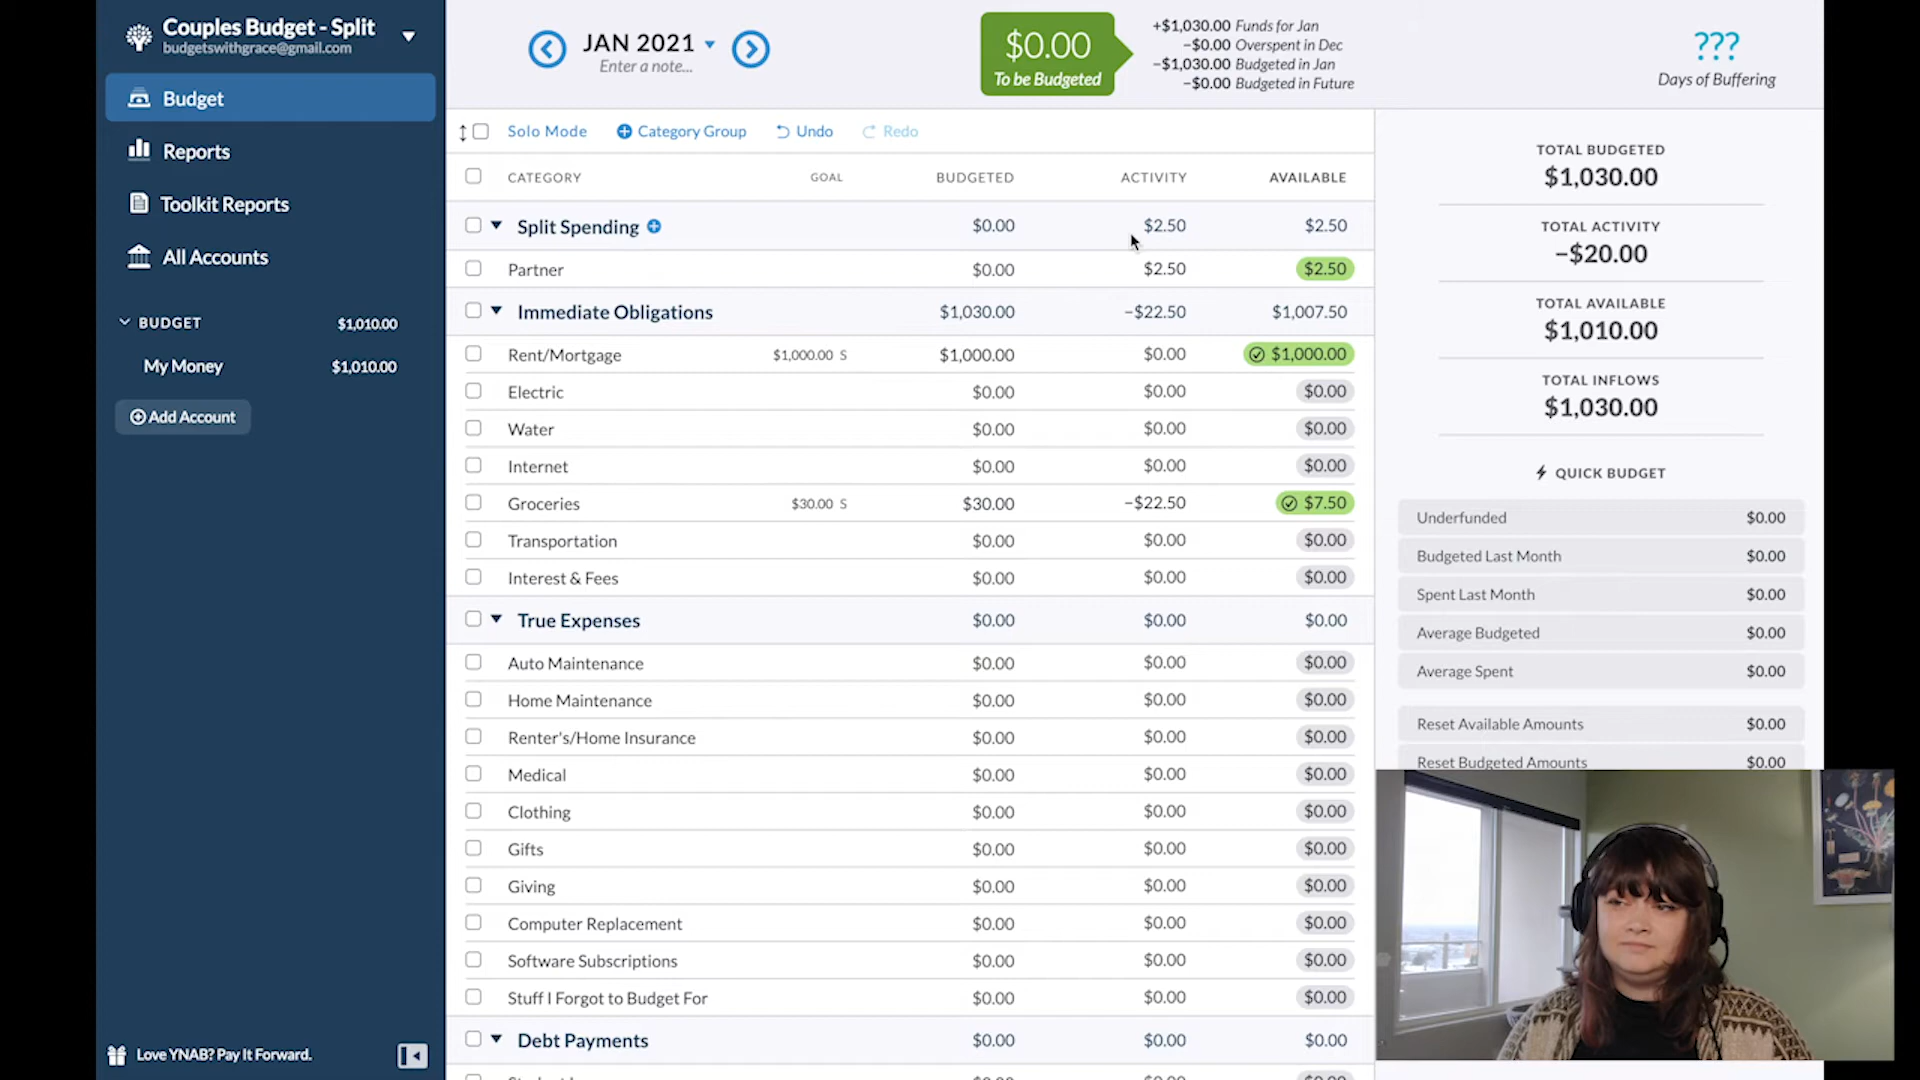 Couples Budget - Split
budgetswithgrace@gmail.com
Budget
Reports
Toolkit Reports
All Accounts
BUDGET $1,010.00
My Money $1,010.00
Add Account
Love YNAB? Pay It Forward.
JAN 2021
Enter a note...
$0.00
To be Budgeted
+$1,030.00 Funds for Jan
−$0.00 Overspent in Dec
−$1,030.00 Budgeted in Jan
−$0.00 Budgeted in Future
???
Days of Buffering
Solo Mode Category Group Undo Redo
CATEGORY GOAL BUDGETED ACTIVITY AVAILABLE
Split Spending $0.00 $2.50 $2.50
Partner $0.00 $2.50 $2.50
Immediate Obligations $1,030.00 −$22.50 $1,007.50
Rent/Mortgage $1,000.00 S $1,000.00 $0.00 $1,000.00
Electric $0.00 $0.00 $0.00
Water $0.00 $0.00 $0.00
Internet $0.00 $0.00 $0.00
Groceries $30.00 S $30.00 −$22.50 $7.50
Transportation $0.00 $0.00 $0.00
Interest & Fees $0.00 $0.00 $0.00
True Expenses $0.00 $0.00 $0.00
Auto Maintenance $0.00 $0.00 $0.00
Home Maintenance $0.00 $0.00 $0.00
Renter's/Home Insurance $0.00 $0.00 $0.00
Medical $0.00 $0.00 $0.00
Clothing $0.00 $0.00 $0.00
Gifts $0.00 $0.00 $0.00
Giving $0.00 $0.00 $0.00
Computer Replacement $0.00 $0.00 $0.00
Software Subscriptions $0.00 $0.00 $0.00
Stuff I Forgot to Budget For $0.00 $0.00 $0.00
Debt Payments $0.00 $0.00 $0.00
TOTAL BUDGETED
$1,030.00
TOTAL ACTIVITY
−$20.00
TOTAL AVAILABLE
$1,010.00
TOTAL INFLOWS
$1,030.00
QUICK BUDGET
Underfunded $0.00
Budgeted Last Month $0.00
Spent Last Month $0.00
Average Budgeted $0.00
Average Spent $0.00
Reset Available Amounts $0.00
Reset Budgeted Amounts $0.00